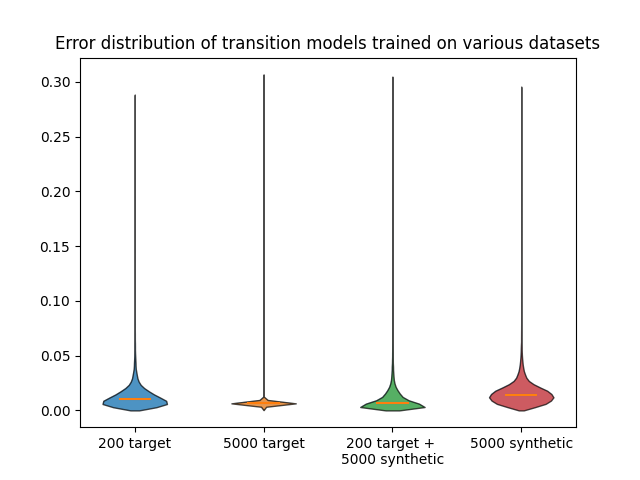 Error distribution of transition models trained on various datasets
0.30
0.25
0.20
0.15
0.10
0.05
0.00
200 target
5000 target
200 target +
5000 synthetic
5000 synthetic